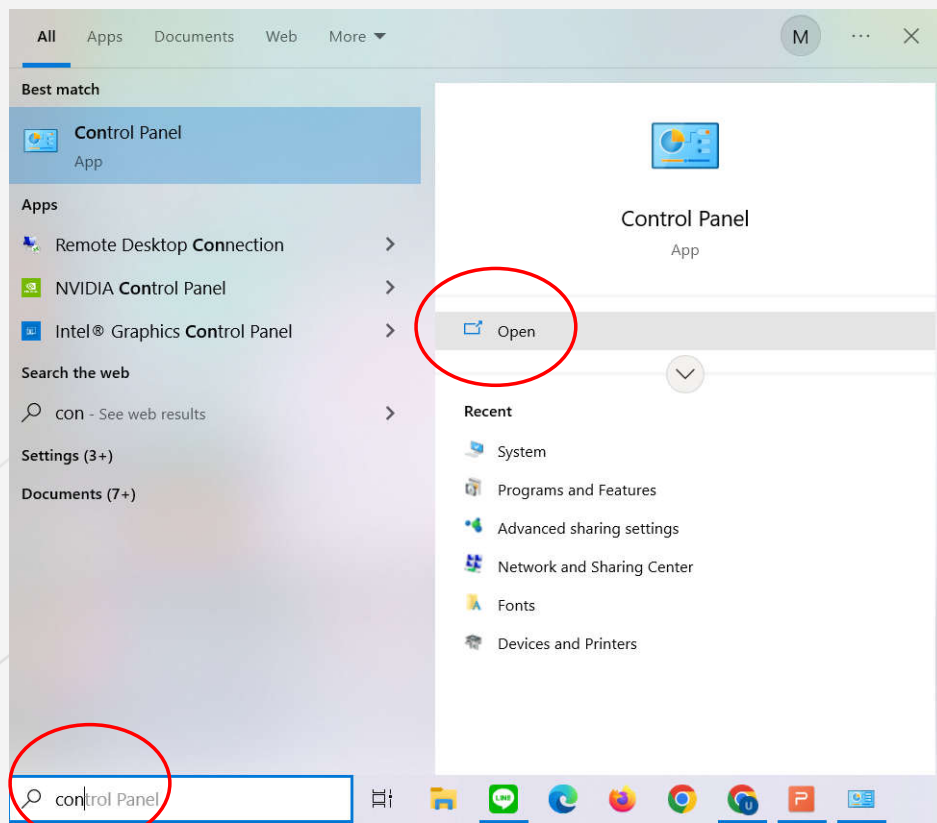 All Apps Documents Web More M ...
Best match
Control Panel
App
Apps
Remote Desktop Connection
NVIDIA Control Panel
Intel® Graphics Control Panel
Search the web
con - See web results
Settings (3+)
Documents (7+)
Control Panel
App
Open
Recent
System
Programs and Features
Advanced sharing settings
Network and Sharing Center
Fonts
Devices and Printers
control Panel
LINE
U
P